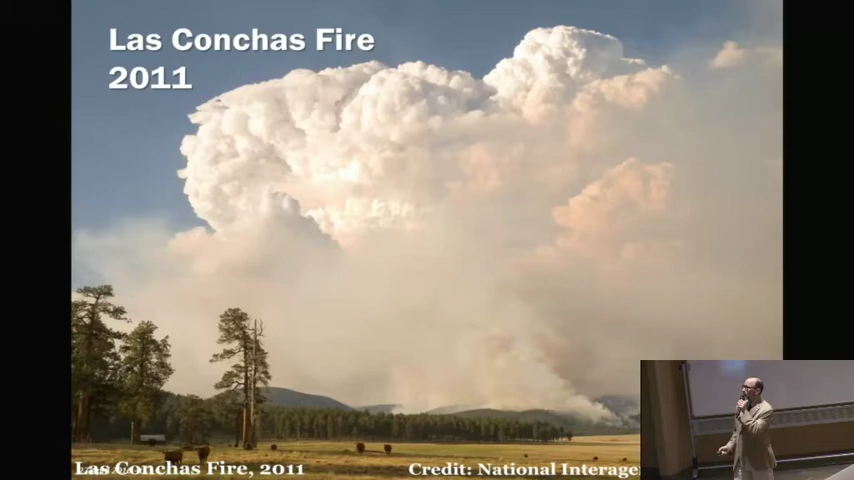 Las Conchas Fire
2011
Las Conchas Fire, 2011
Credit: National Interage